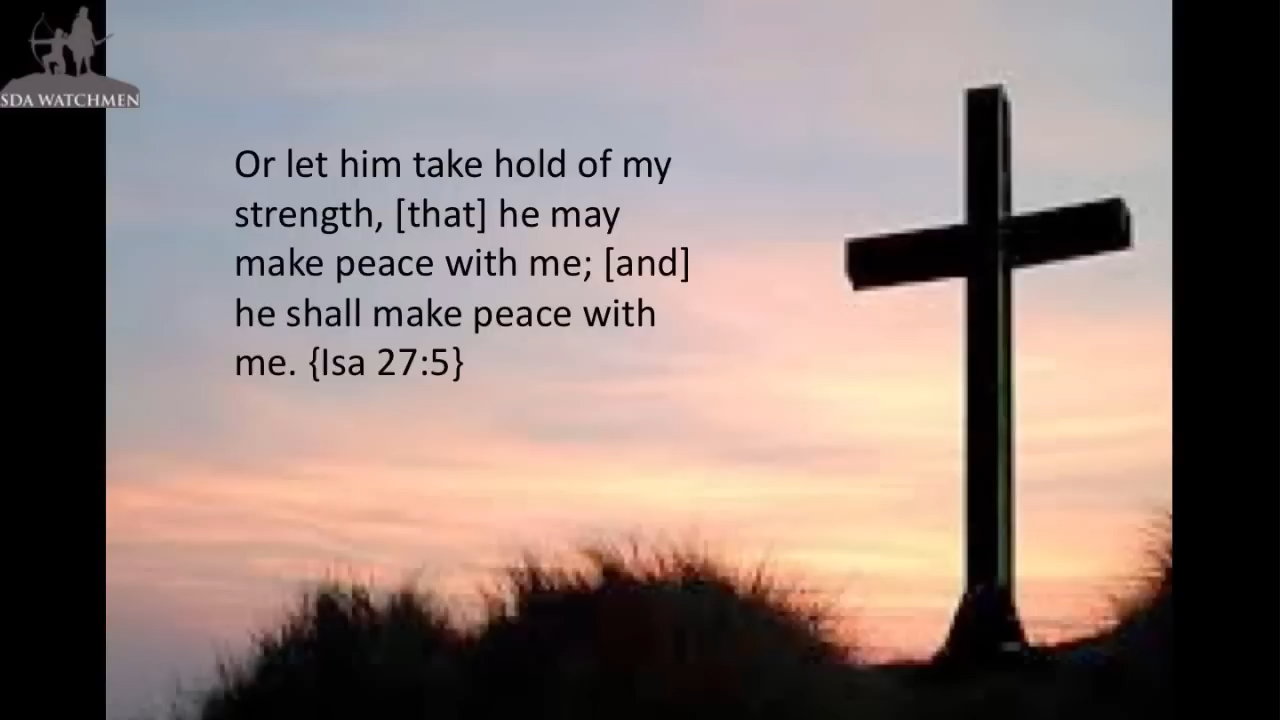 SDA WATCHMEN
Or let him take hold of my
strength, [that] he may
make peace with me; [and]
he shall make peace with
me. {Isa 27:5}